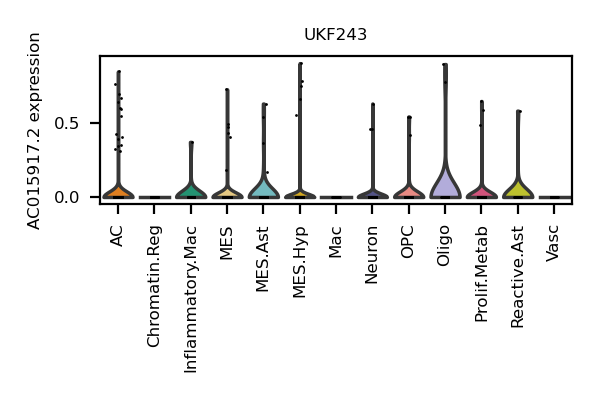 UKF243
AC015917.2 expression
0.5
0.0
AC
Chromatin.Reg
Inflammatory.Mac
MES
MES.Ast
MES.Hyp
Mac
Neuron
OPC
Oligo
Prolif.Metab
Reactive.Ast
Vasc